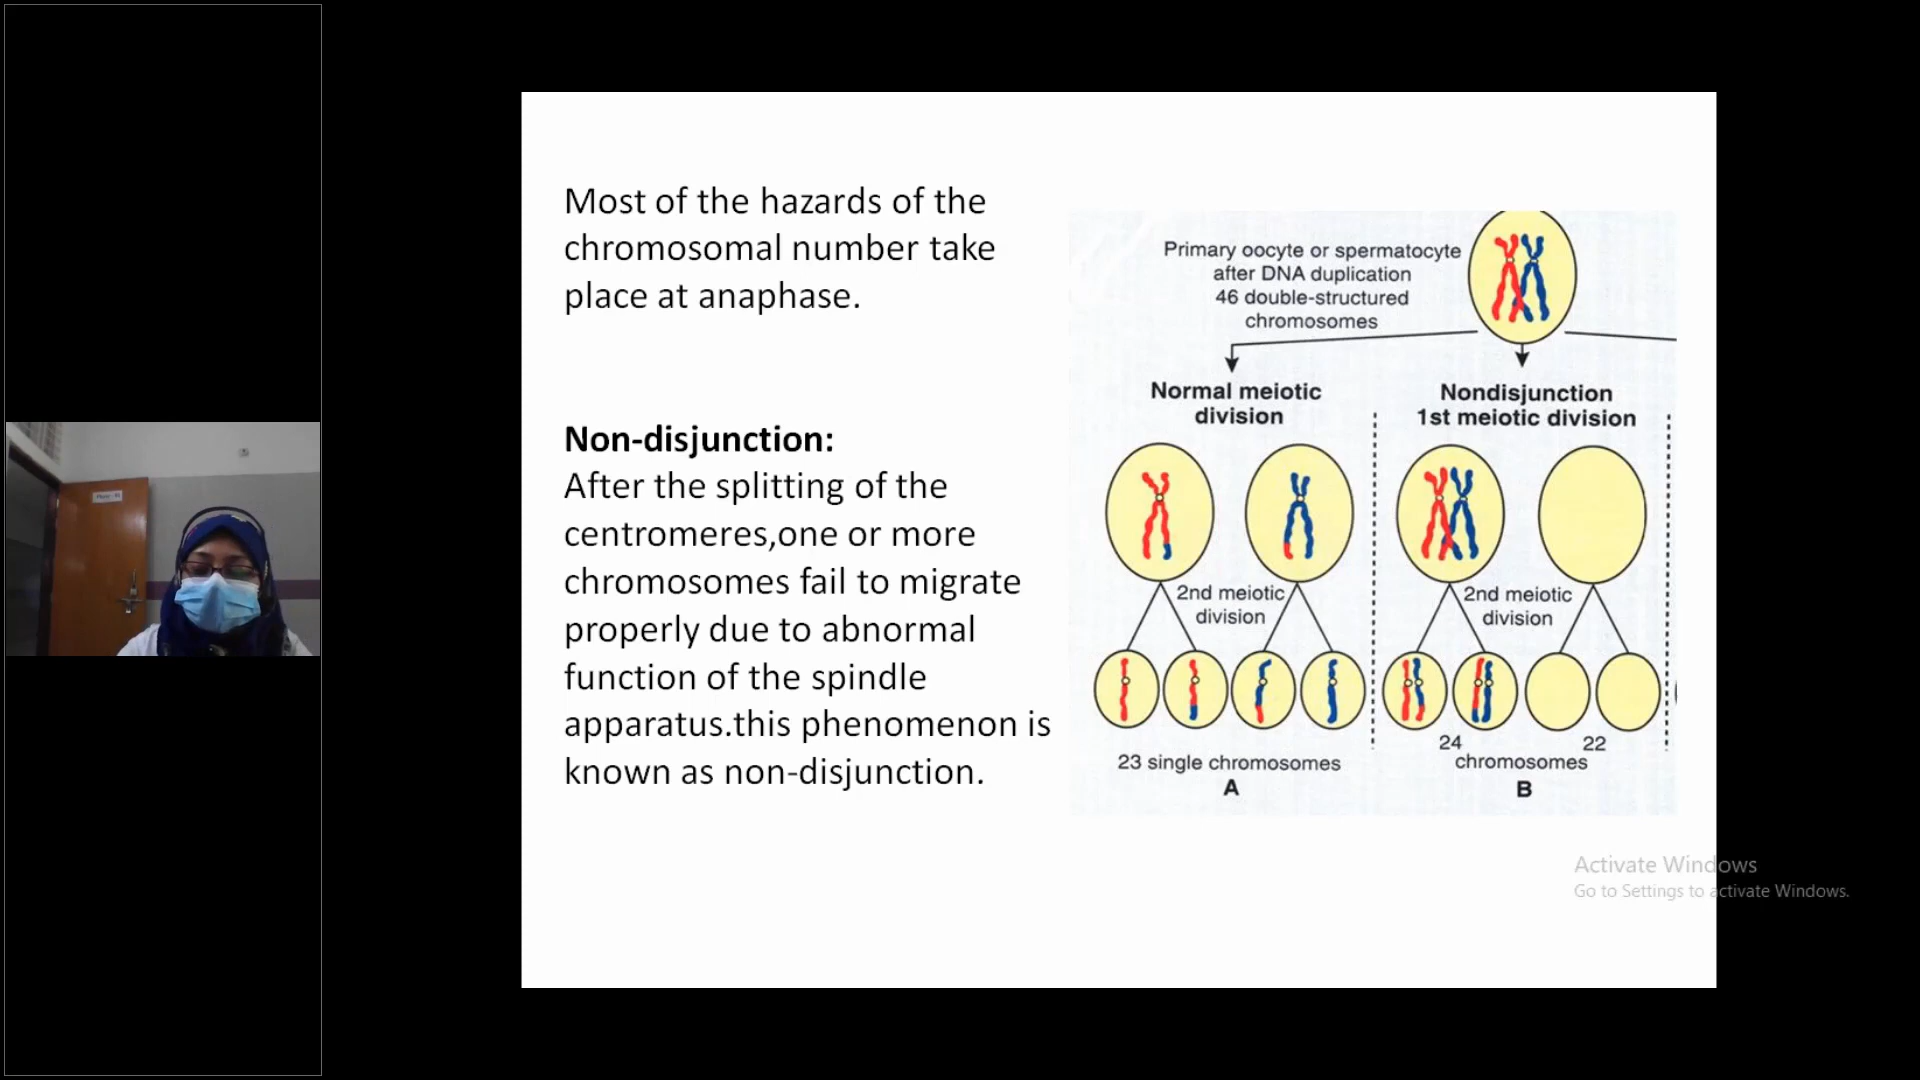 Most of the hazards of the
chromosomal number take
place at anaphase.
Non-disjunction:
After the splitting of the
centromeres,one or more
chromosomes fail to migrate
properly due to abnormal
function of the spindle
apparatus.this phenomenon is
known as non-disjunction.
Primary oocyte or spermatocyte
after DNA duplication
46 double-structured
chromosomes
Normal meiotic
division
Nondisjunction
1st meiotic division
2nd meiotic
division
2nd meiotic
division
23 single chromosomes
A
24
22
chromosomes
B
Activate Windows
Go to Settings to activate Windows.